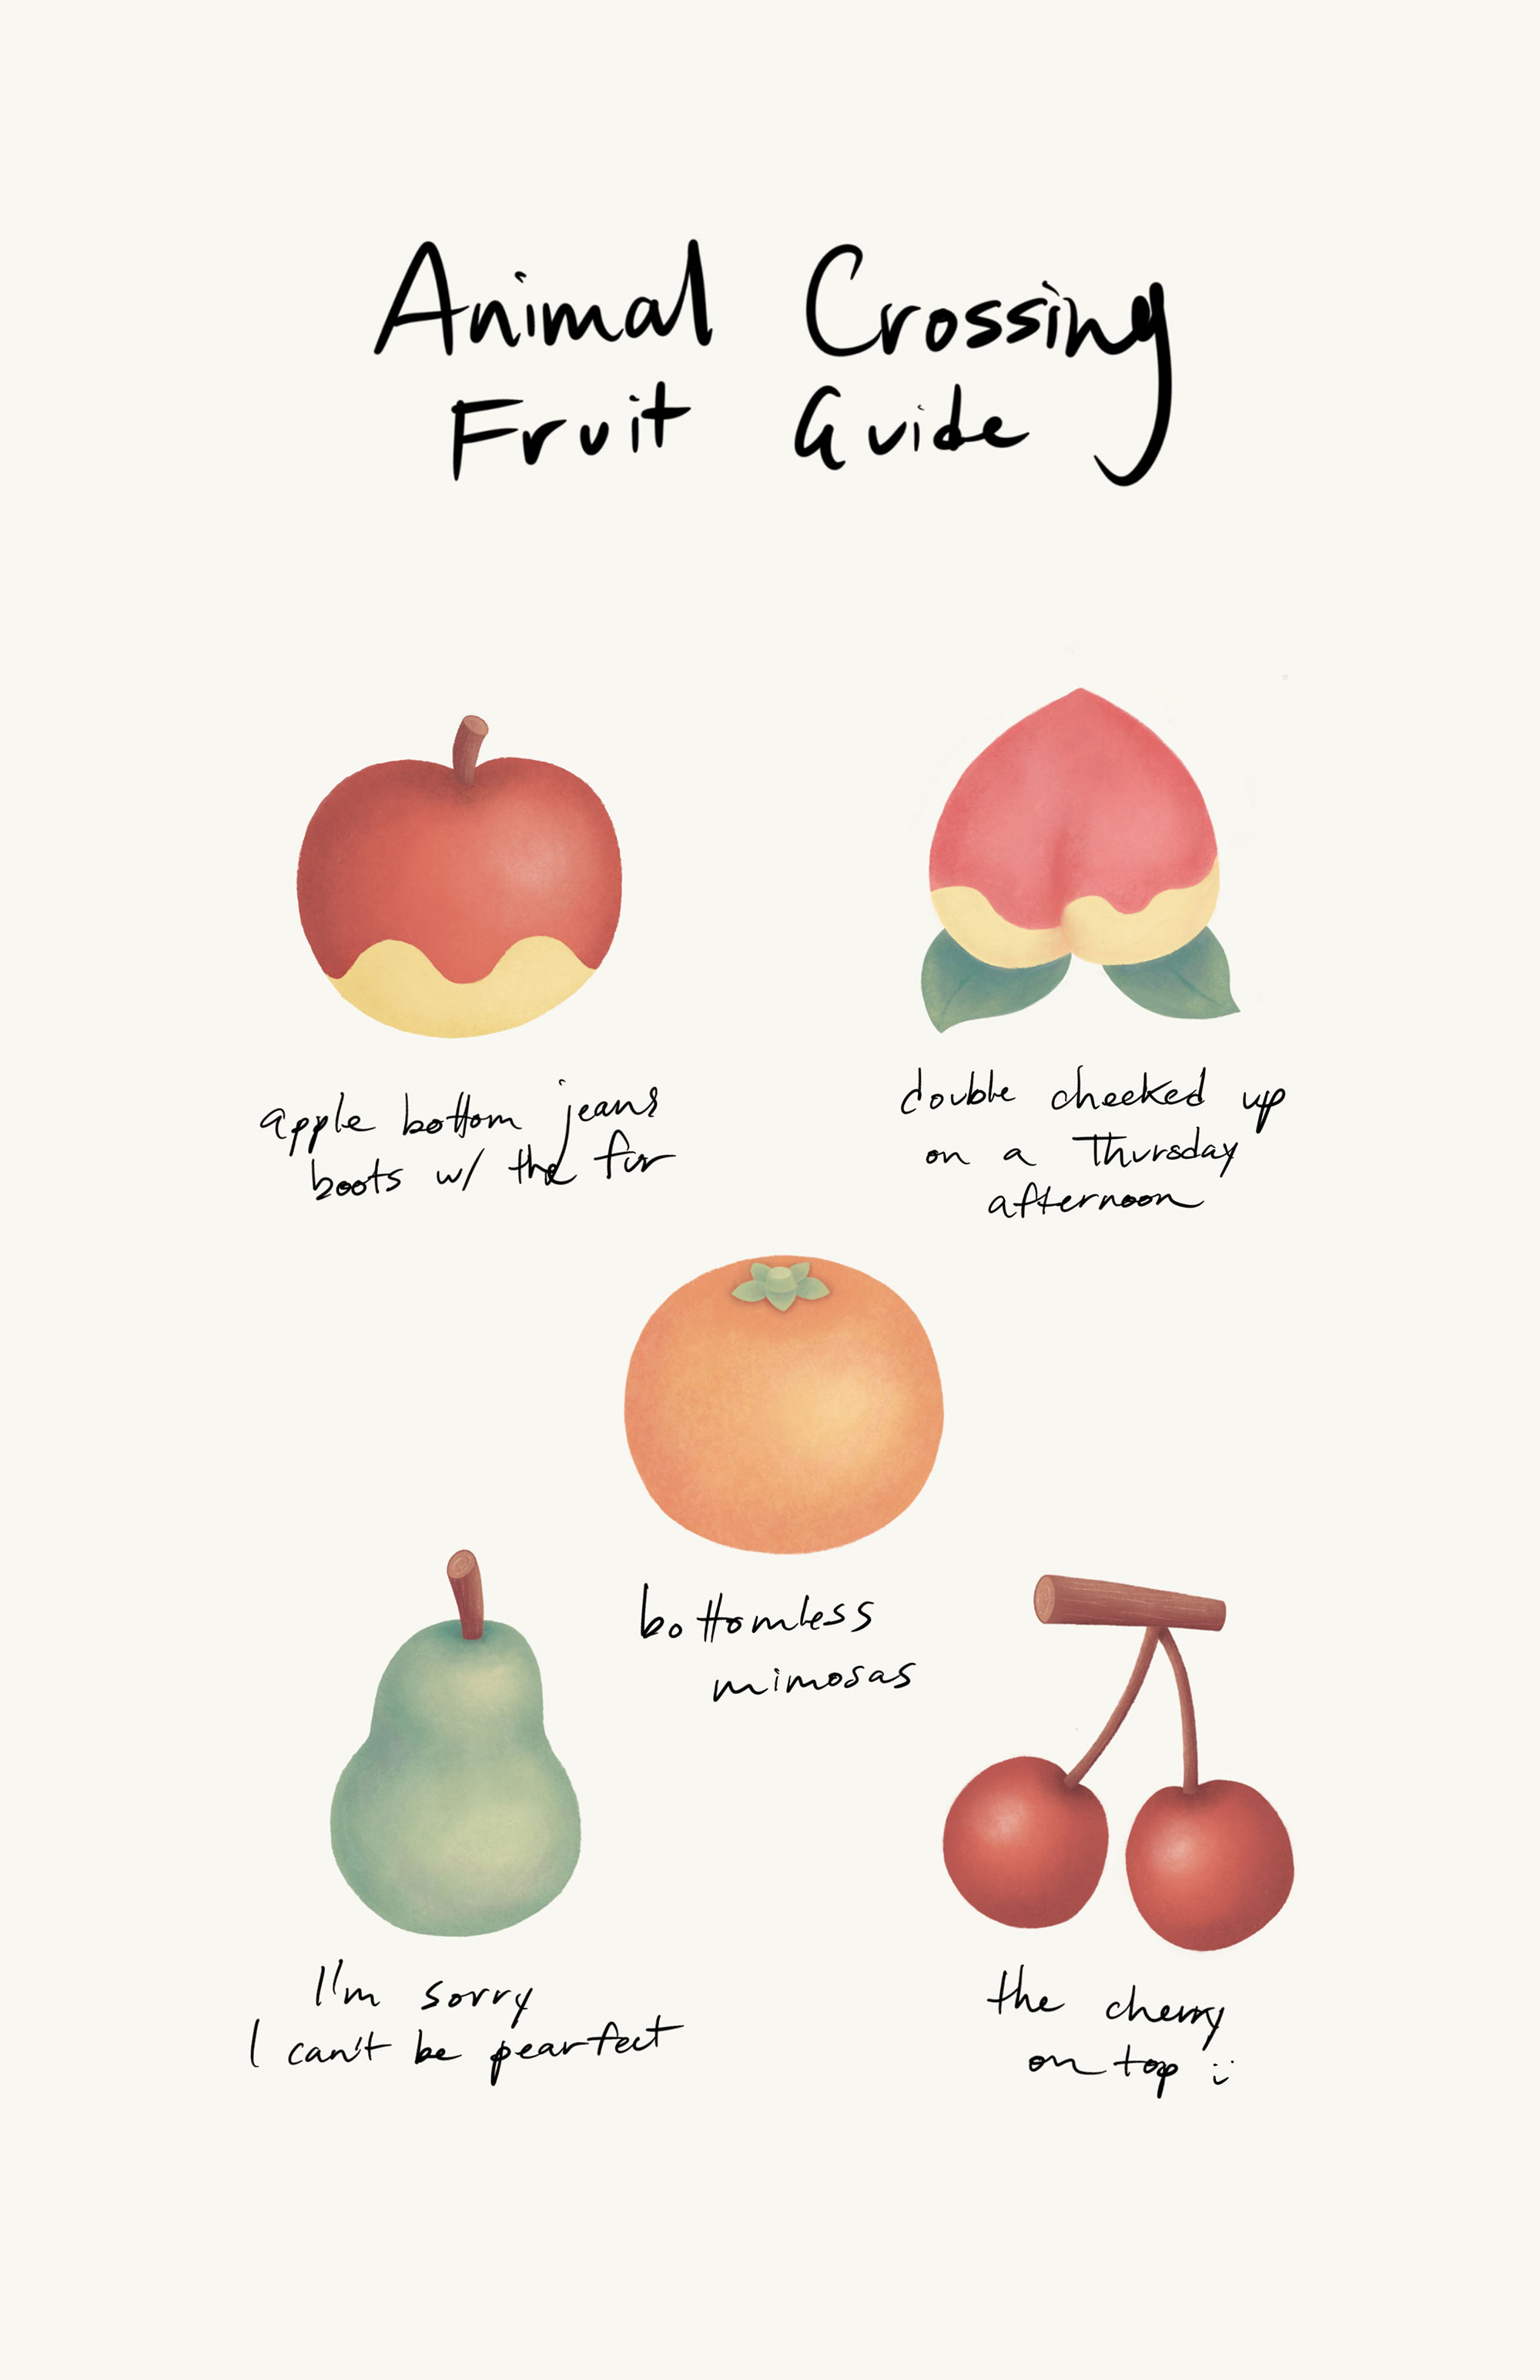 Animal Crossing
Fruit Guide
apple bottom jeans
boots w/ the fur
double cheeked up
on a Thursday
afternoon
bottomless
mimosas
I'm sorry
I can't be pearfect
the cherry
on top :)